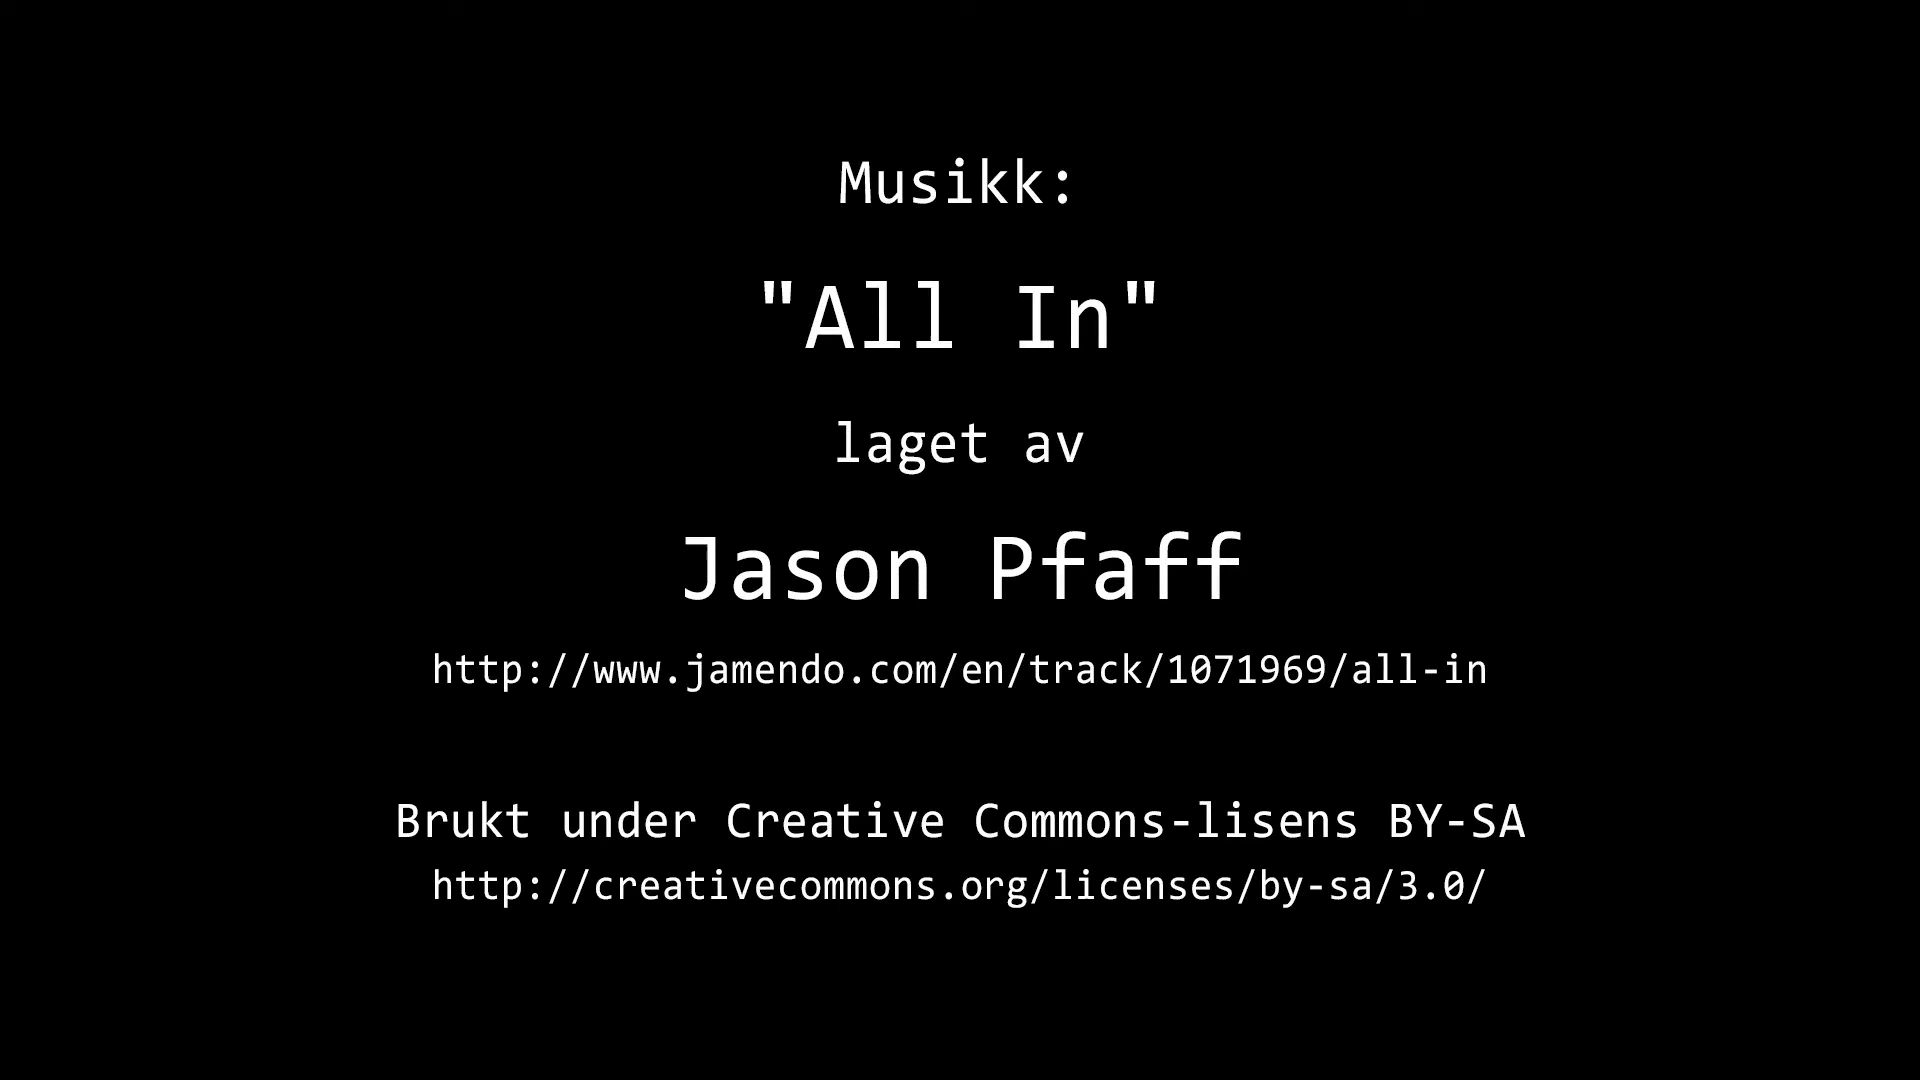 Musikk:
"All In"
laget av
Jason Pfaff
http://www.jamendo.com/en/track/1071969/all-in
Brukt under Creative Commons-lisens BY-SA
http://creativecommons.org/licenses/by-sa/3.0/